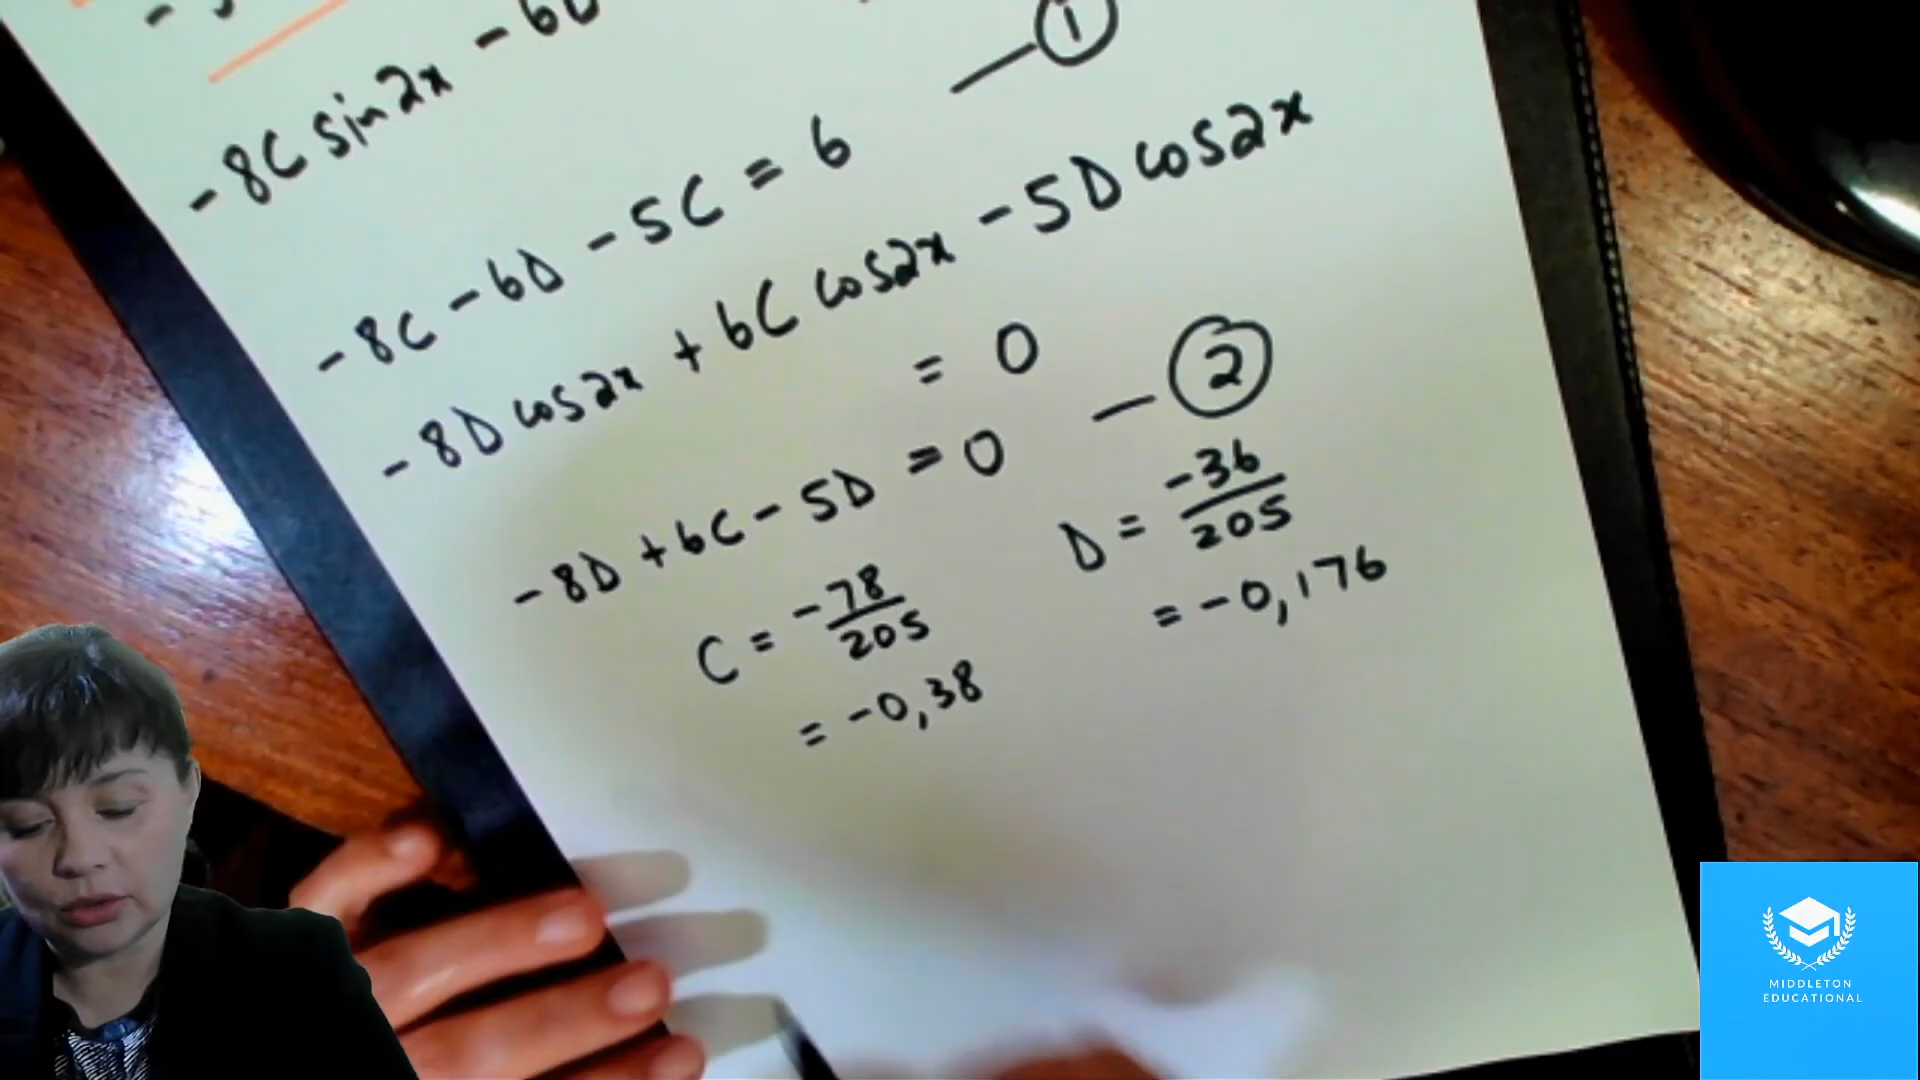 -8C sin2x - 6D
1
-8C - 6D - 5C = 6
-8D cos2x + 6C cos2x - 5D cos2x
= 0
-8D + 6C - 5D = 0
2
C = -78/205
= -0,38
D = -36/205
= -0,176
MIDDLETON
EDUCATIONAL